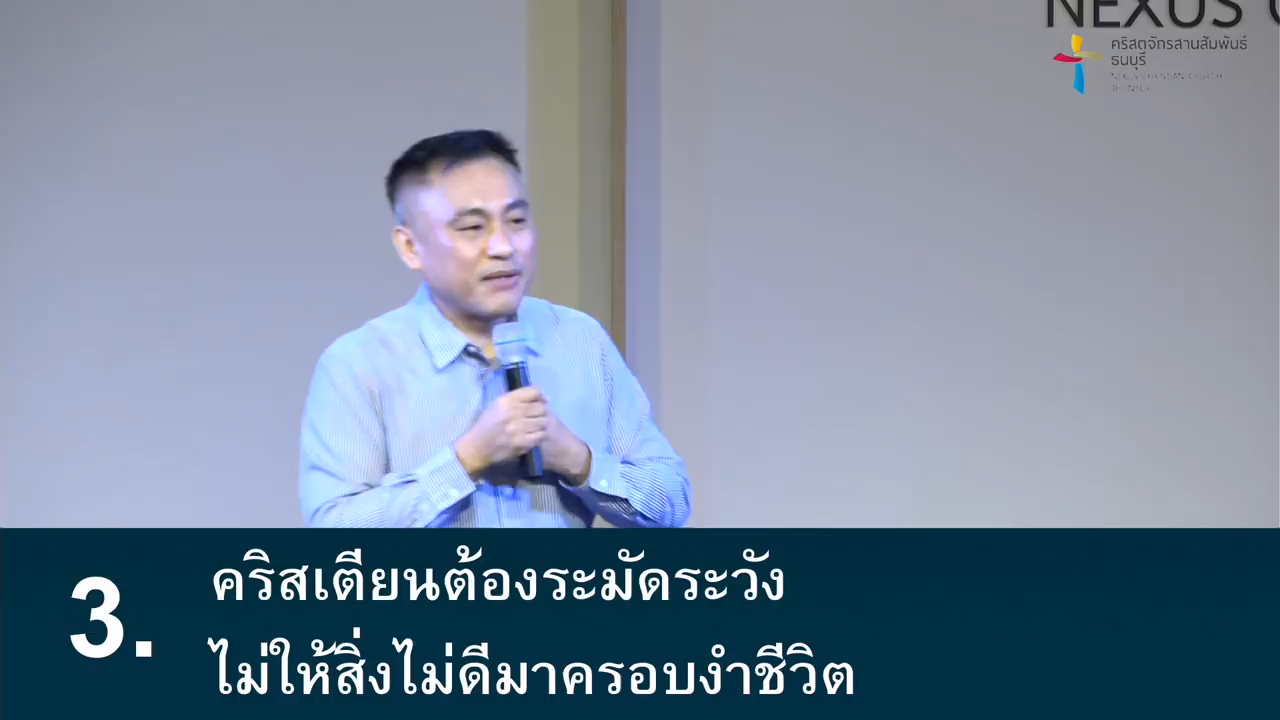 NEXUS
คริสตจักรสานสัมพันธ์
ธนบุรี
NEXUS CHRISTIAN CHURCH
3.
คริสเตียนต้องระมัดระวัง
ไม่ให้สิ่งไม่ดีมาครอบงำชีวิต